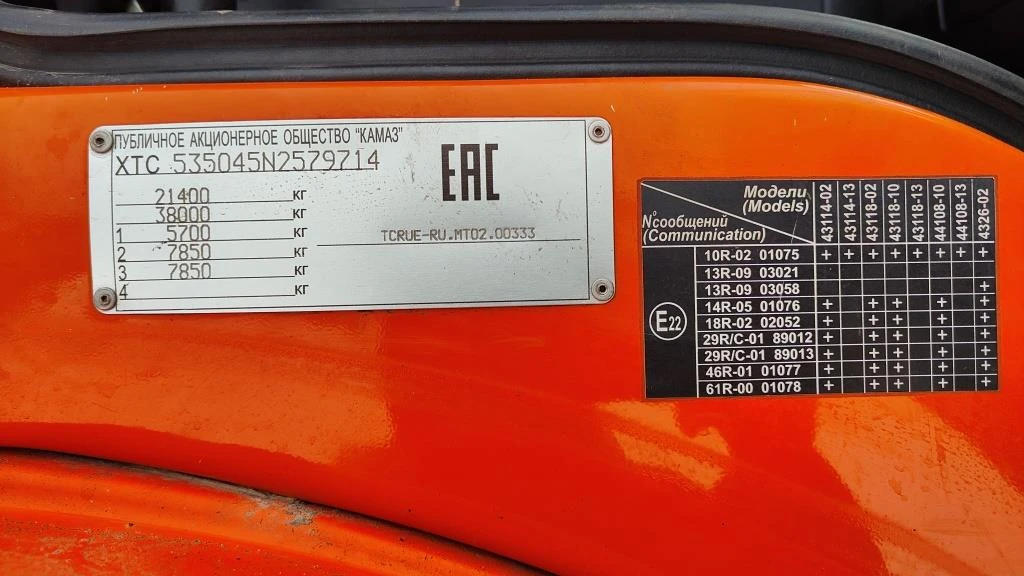 ПУБЛИЧНОЕ АКЦИОНЕРНОЕ ОБЩЕСТВО "КАМАЗ"
XTC 535045N2579714
21400 кг
38000 кг
1 5700 кг
2 7850 кг
3 7850 кг
4 кг
EAC
TCRUE-RU.MT02.00333
Модели
(Models)
N°сообщений
(Communication)
43114-02
43114-13
43118-02
43118-10
43118-13
44108-10
44108-13
4326-02
E22
10R-02 01075 + + + + + + + +
13R-09 03021
13R-09 03058 +
14R-05 01076 + + + + +
18R-02 02052 + + + + +
29R/C-01 89012 + + + + +
29R/C-01 89013 + + + + +
46R-01 01077 + + + + +
61R-00 01078 + + + + +